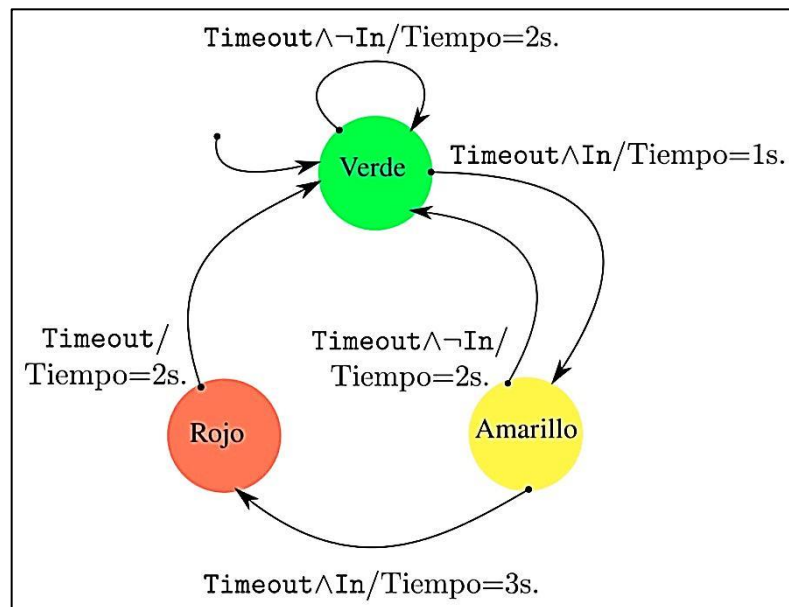 Timeout∧¬In/Tiempo=2s.
Verde
Timeout∧In/Tiempo=1s.
Timeout/
Tiempo=2s.
Timeout∧¬In/
Tiempo=2s.
Rojo
Amarillo
Timeout∧In/Tiempo=3s.